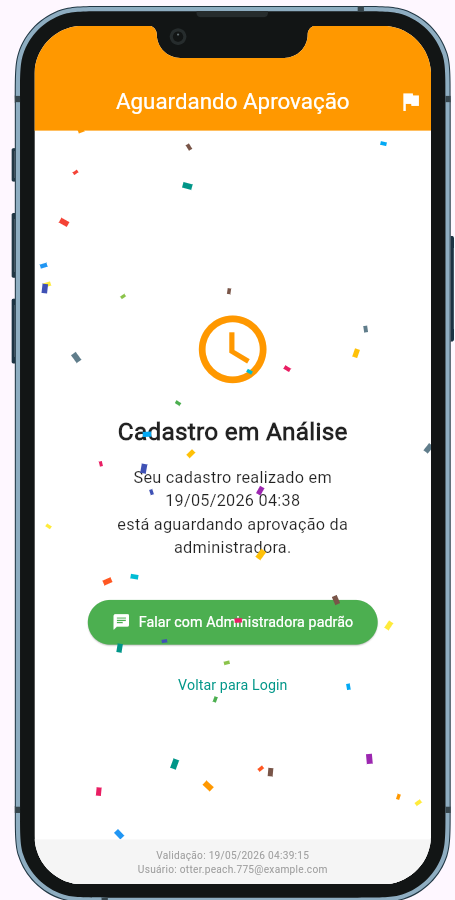 Aguardando Aprovação
Cadastro em Análise
Seu cadastro realizado em
19/05/2026 04:38
está aguardando aprovação da
administradora.
Falar com Administradora padrão
Voltar para Login
Validação: 19/05/2026 04:39:15
Usuário: otter.peach.775@example.com